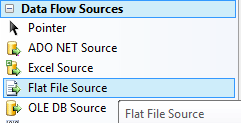 Data Flow Sources
Pointer
ADO NET Source
Excel Source
Flat File Source
OLE DB Source
Flat File Source